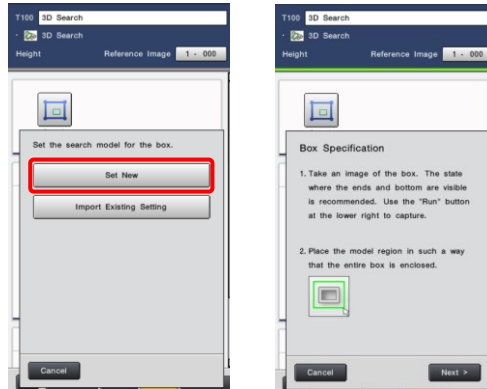 T100 3D Search
3D Search
Height Reference Image 1 - 000
Set the search model for the box.
Set New
Import Existing Setting
Cancel
T100 3D Search
3D Search
Height Reference Image 1 - 000
Box Specification
1. Take an image of the box. The state
where the ends and bottom are visible
is recommended. Use the "Run" button
at the lower right to capture.
2. Place the model region in such a way
that the entire box is enclosed.
Cancel Next >